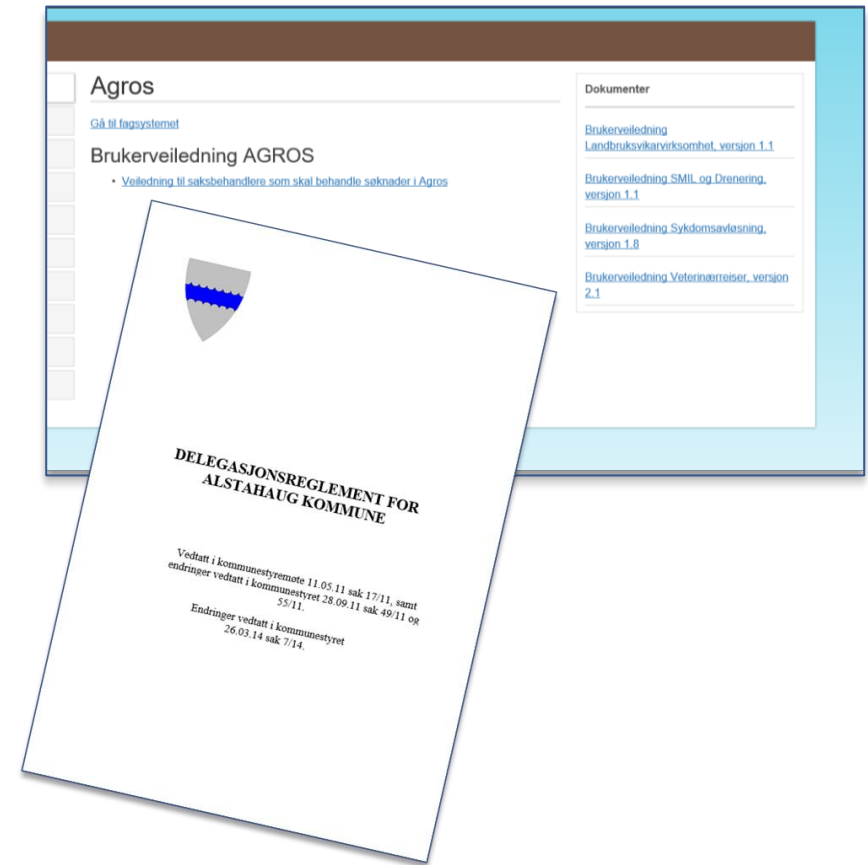 Agros
Gå til fagsystemet
Brukerveiledning AGROS
• Veiledning til saksbehandlere som skal behandle søknader i Agros
Dokumenter
Brukerveiledning
Landbruksvikarvirksomhet, versjon 1.1
Brukerveiledning SMIL og Drenering,
versjon 1.1
Brukerveiledning Sykdomsavløsning,
versjon 1.8
Brukerveiledning Veterinærreiser, versjon
2.1
DELEGASJONSREGLEMENT FOR
ALSTAHAUG KOMMUNE
Vedtatt i kommunestyremøte 11.05.11 sak 17/11, samt
endringer vedtatt i kommunestyret 28.09.11 sak 49/11 og
55/11.
Endringer vedtatt i kommunestyret
26.03.14 sak 7/14.